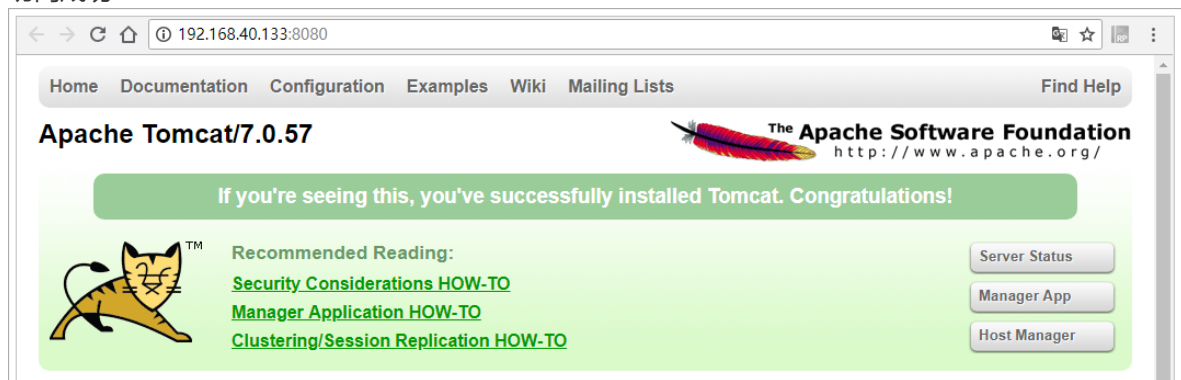 192.168.40.133:8080
Home Documentation Configuration Examples Wiki Mailing Lists Find Help
Apache Tomcat/7.0.57
The Apache Software Foundation
http://www.apache.org/
If you're seeing this, you've successfully installed Tomcat. Congratulations!
TM
Recommended Reading:
Security Considerations HOW-TO
Manager Application HOW-TO
Clustering/Session Replication HOW-TO
Server Status
Manager App
Host Manager